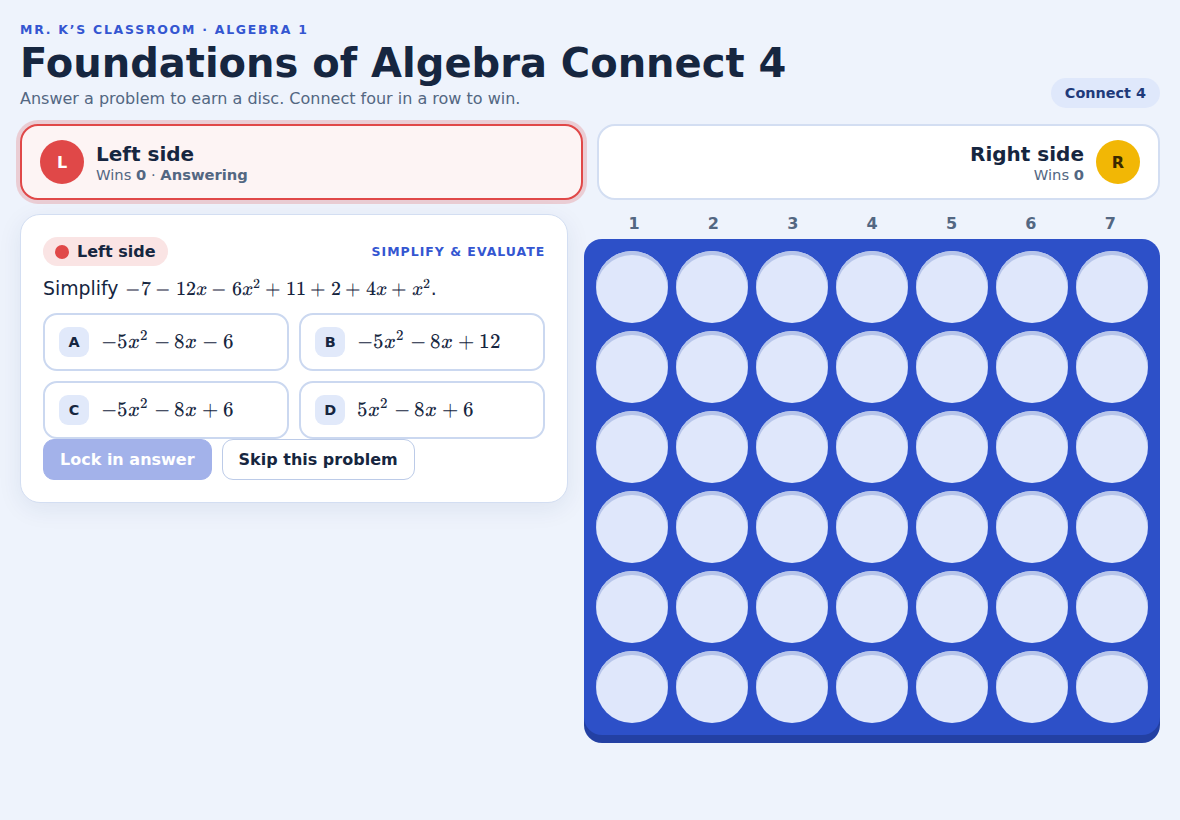 MR. K’S CLASSROOM · ALGEBRA 1
Foundations of Algebra Connect 4
Answer a problem to earn a disc. Connect four in a row to win.
Connect 4
L
Left side
Wins 0 · Answering
Right side
Wins 0
R
Left side
SIMPLIFY & EVALUATE
Simplify −7 − 12x − 6x² + 11 + 2 + 4x + x².
A −5x² − 8x − 6
B −5x² − 8x + 12
C −5x² − 8x + 6
D 5x² − 8x + 6
Lock in answer
Skip this problem
1 2 3 4 5 6 7